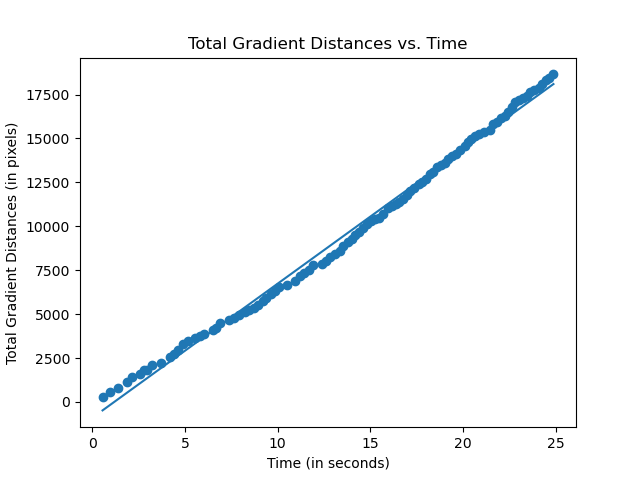 Total Gradient Distances vs. Time
17500
15000
12500
10000
7500
5000
2500
0
Total Gradient Distances (in pixels)
0 5 10 15 20 25
Time (in seconds)